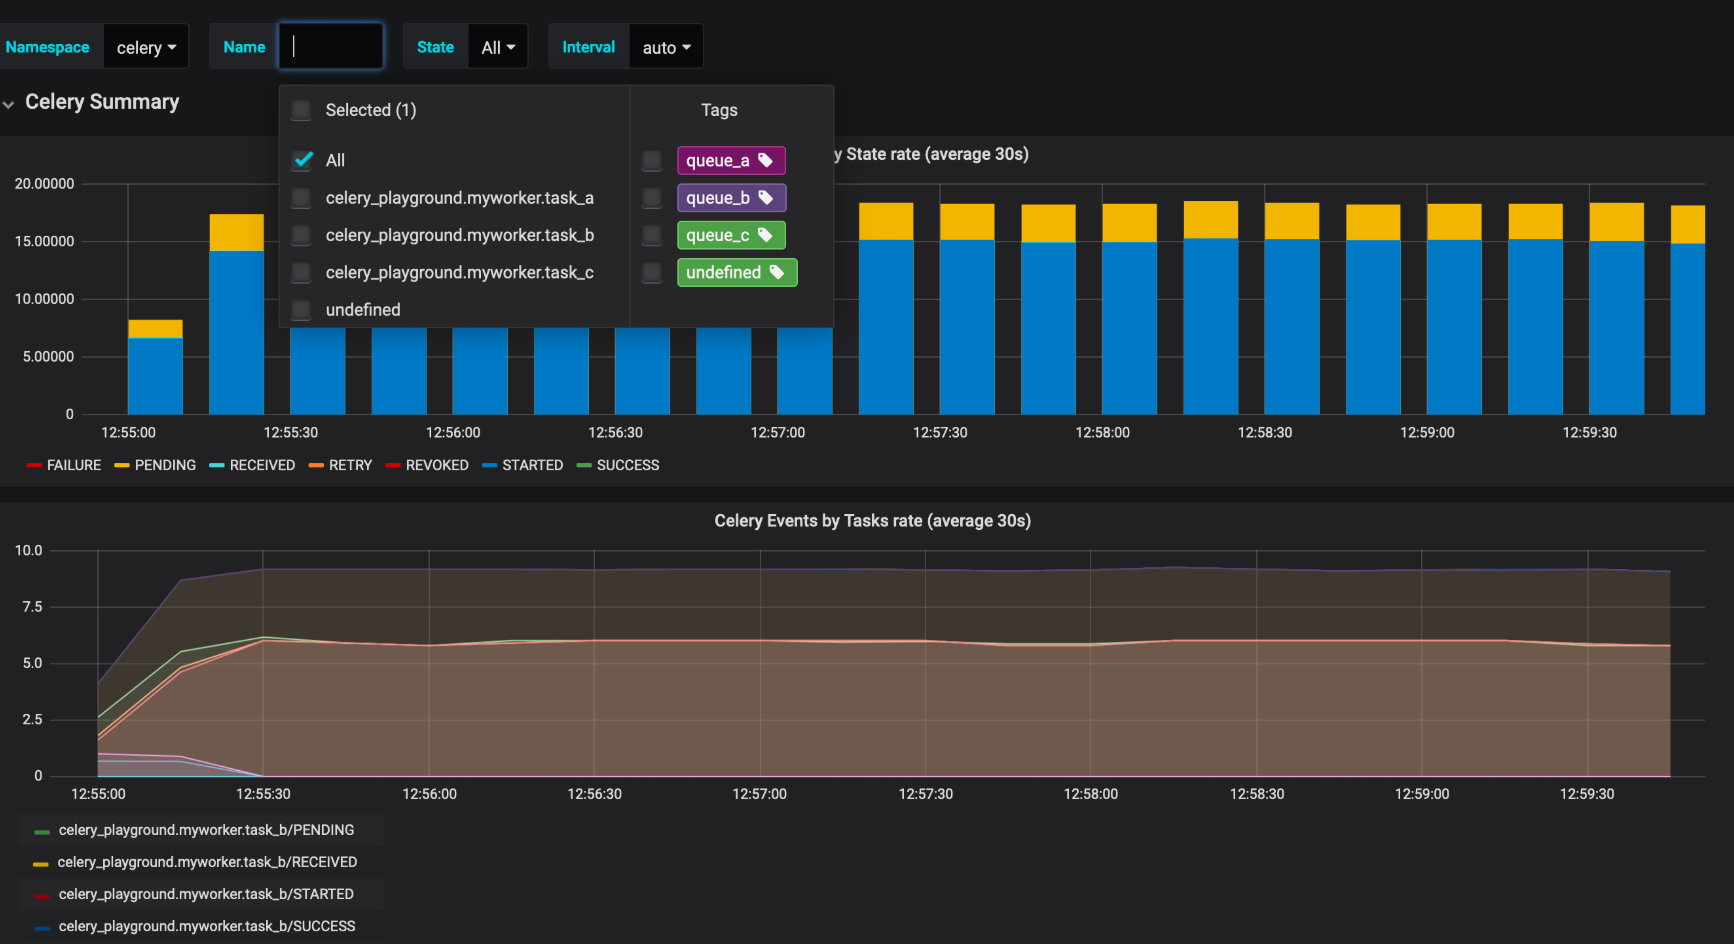 Namespace celery Name State All Interval auto
Celery Summary
Selected (1) Tags
All queue_a
celery_playground.myworker.task_a queue_b
celery_playground.myworker.task_b queue_c
celery_playground.myworker.task_c undefined
undefined
y State rate (average 30s)
20.00000
15.00000
10.00000
5.00000
0
12:55:00 12:55:30 12:56:00 12:56:30 12:57:00 12:57:30 12:58:00 12:58:30 12:59:00 12:59:30
FAILURE PENDING RECEIVED RETRY REVOKED STARTED SUCCESS
Celery Events by Tasks rate (average 30s)
10.0
7.5
5.0
2.5
0
12:55:00 12:55:30 12:56:00 12:56:30 12:57:00 12:57:30 12:58:00 12:58:30 12:59:00 12:59:30
celery_playground.myworker.task_b/PENDING
celery_playground.myworker.task_b/RECEIVED
celery_playground.myworker.task_b/STARTED
celery_playground.myworker.task_b/SUCCESS